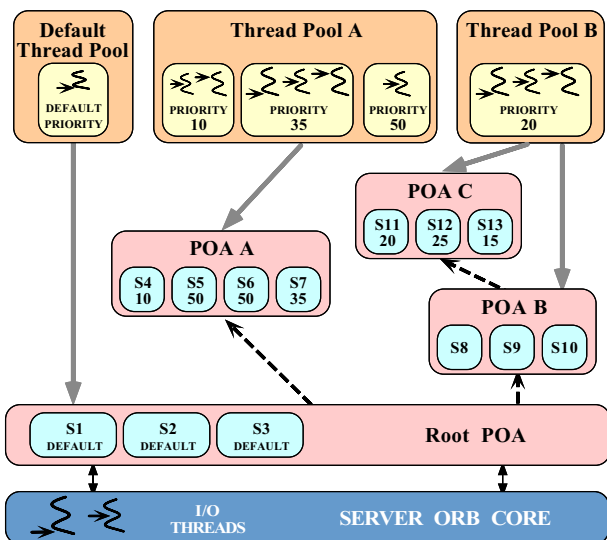 Default
Thread Pool
DEFAULT
PRIORITY
Thread Pool A
PRIORITY
10
PRIORITY
35
PRIORITY
50
Thread Pool B
PRIORITY
20
POA C
S11
20
S12
25
S13
15
POA A
S4
10
S5
50
S6
50
S7
35
POA B
S8
S9
S10
S1
DEFAULT
S2
DEFAULT
S3
DEFAULT
Root POA
I/O
THREADS
SERVER ORB CORE